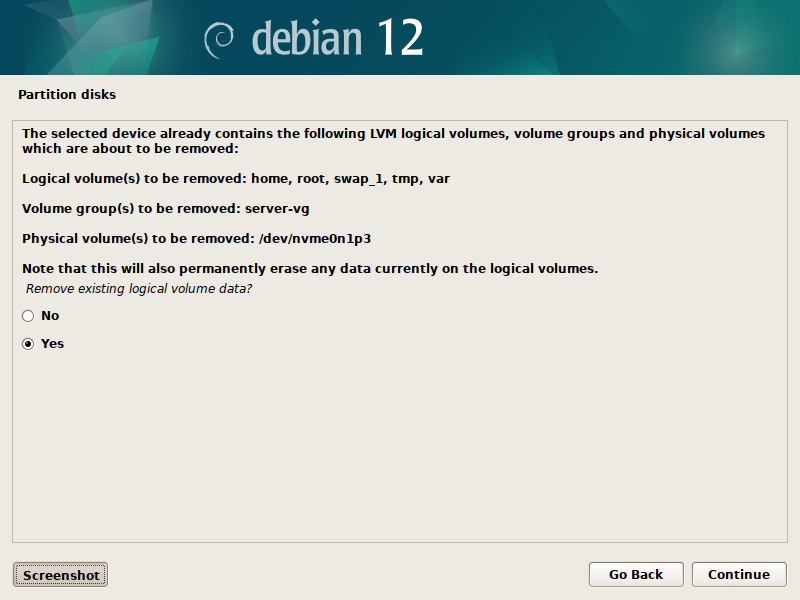 debian 12
Partition disks
The selected device already contains the following LVM logical volumes, volume groups and physical volumes
which are about to be removed:
Logical volume(s) to be removed: home, root, swap_1, tmp, var
Volume group(s) to be removed: server-vg
Physical volume(s) to be removed: /dev/nvme0n1p3
Note that this will also permanently erase any data currently on the logical volumes.
Remove existing logical volume data?
No
Yes
Screenshot
Go Back
Continue